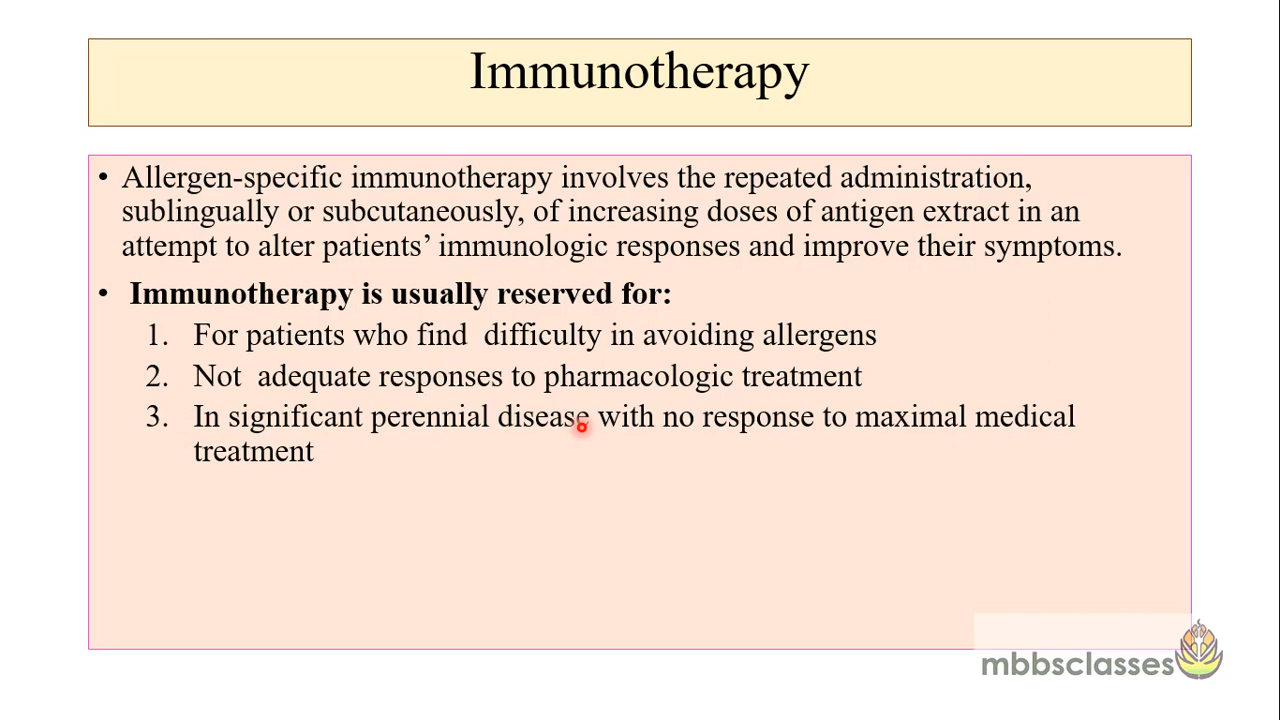 Immunotherapy
• Allergen-specific immunotherapy involves the repeated administration,
sublingually or subcutaneously, of increasing doses of antigen extract in an
attempt to alter patients’ immunologic responses and improve their symptoms.
• Immunotherapy is usually reserved for:
1. For patients who find difficulty in avoiding allergens
2. Not adequate responses to pharmacologic treatment
3. In significant perennial disease with no response to maximal medical
treatment
mbbsclasses